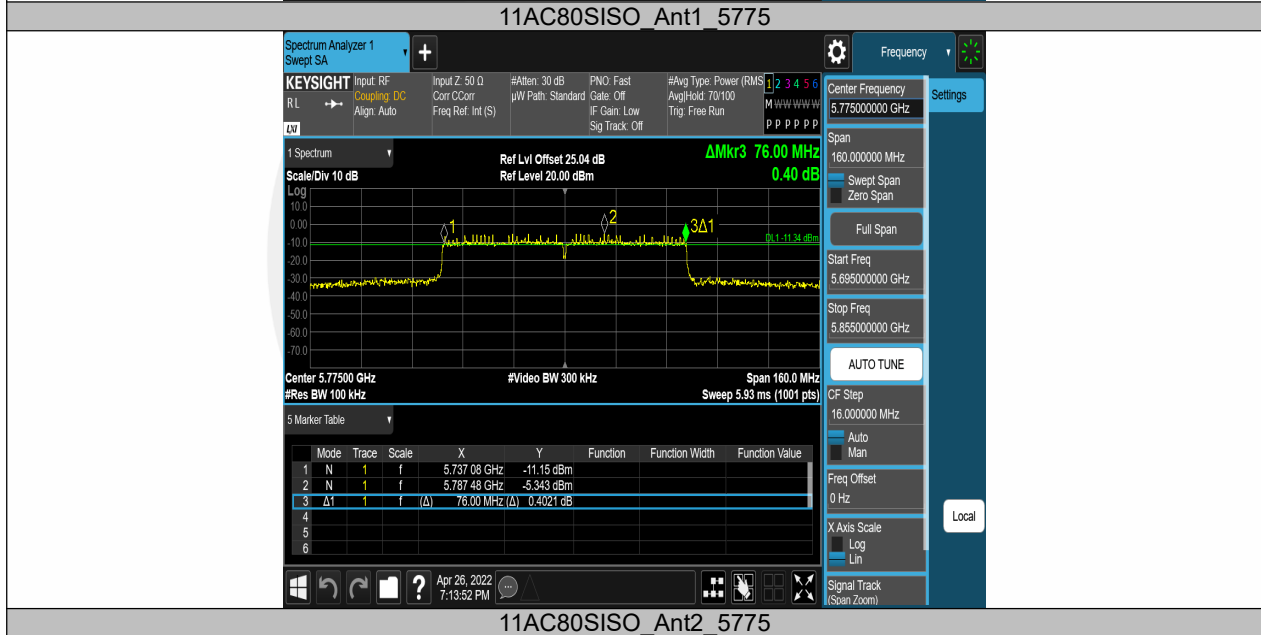 11AC80SISO_Ant1_5775
Spectrum Analyzer 1
Swept SA
+
Frequency
KEYSIGHT
RL
LXI
Input: RF
Coupling: DC
Align: Auto
Input Z: 50 Ω
Corr CCorr
Freq Ref: Int (S)
#Atten: 30 dB
µW Path: Standard
PNO: Fast
Gate: Off
IF Gain: Low
Sig Track: Off
#Avg Type: Power (RMS
Avg|Hold: 70/100
Trig: Free Run
1 2 3 4 5 6
M W W W W W
P P P P P P
Center Frequency
5.775000000 GHz
Settings
Span
160.000000 MHz
Swept Span
Zero Span
Full Span
Start Freq
5.695000000 GHz
Stop Freq
5.855000000 GHz
AUTO TUNE
CF Step
16.000000 MHz
Auto
Man
Freq Offset
0 Hz
X Axis Scale
Log
Lin
Local
Signal Track
(Span Zoom)
1 Spectrum
Scale/Div 10 dB
Ref Lvl Offset 25.04 dB
Ref Level 20.00 dBm
ΔMkr3 76.00 MHz
0.40 dB
Log
10.0
0.00
-10.0
-20.0
-30.0
-40.0
-50.0
-60.0
-70.0
1
2
3Δ1
DL1 -11.34 dBm
Center 5.77500 GHz
#Video BW 300 kHz
Span 160.0 MHz
#Res BW 100 kHz
Sweep 5.93 ms (1001 pts)
5 Marker Table
Mode Trace Scale X Y Function Function Width Function Value
1 N 1 f 5.737 08 GHz -11.15 dBm
2 N 1 f 5.787 48 GHz -5.343 dBm
3 Δ1 1 f (Δ) 76.00 MHz (Δ) 0.4021 dB
4
5
6
?
Apr 26, 2022
7:13:52 PM
11AC80SISO_Ant2_5775